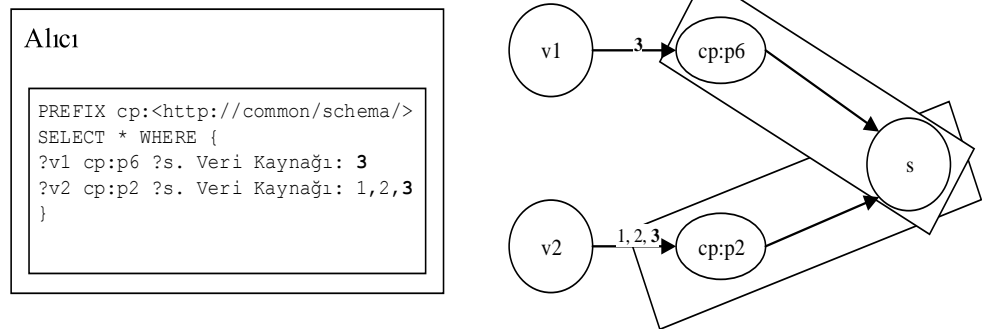 Alıcı
PREFIX cp:<http://common/schema/>
SELECT * WHERE {
?v1 cp:p6 ?s. Veri Kaynağı: 3
?v2 cp:p2 ?s. Veri Kaynağı: 1,2,3
}
v1
3
cp:p6
s
v2
1, 2, 3
cp:p2